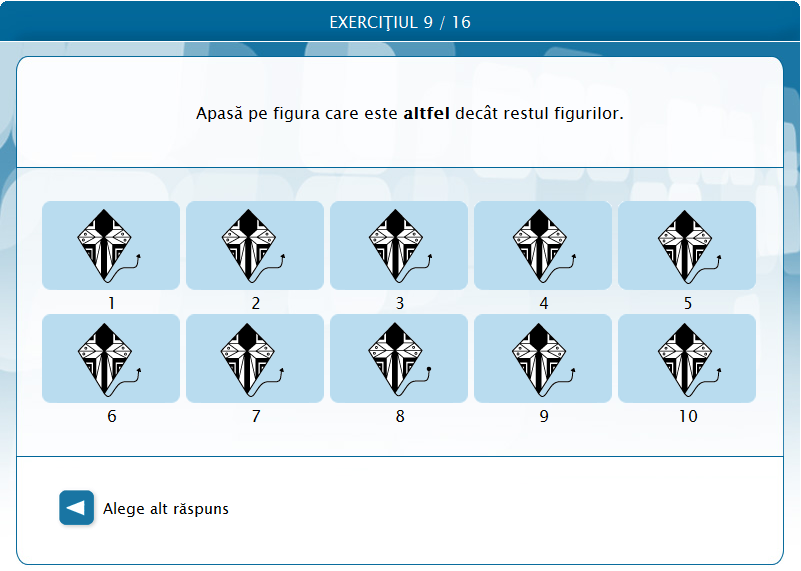 EXERCIŢIUL 9 / 16
Apasă pe figura care este altfel decât restul figurilor.
1 2 3 4 5
6 7 8 9 10
Alege alt răspuns